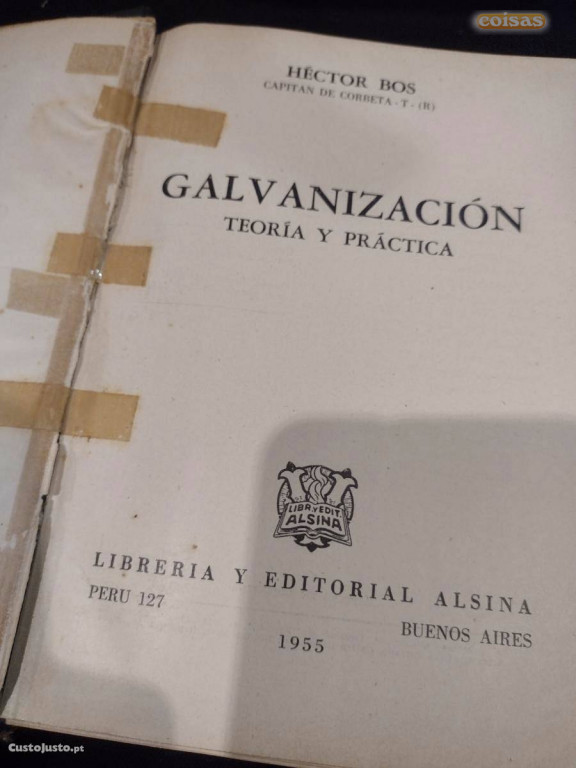 coisas
HÉCTOR BOS
CAPITAN DE CORBETA - T - (R)
GALVANIZACIÓN
TEORÍA Y PRÁCTICA
LIBR. Y EDIT.
ALSINA
LIBRERIA Y EDITORIAL ALSINA
PERU 127
BUENOS AIRES
1955
CustoJusto.pt